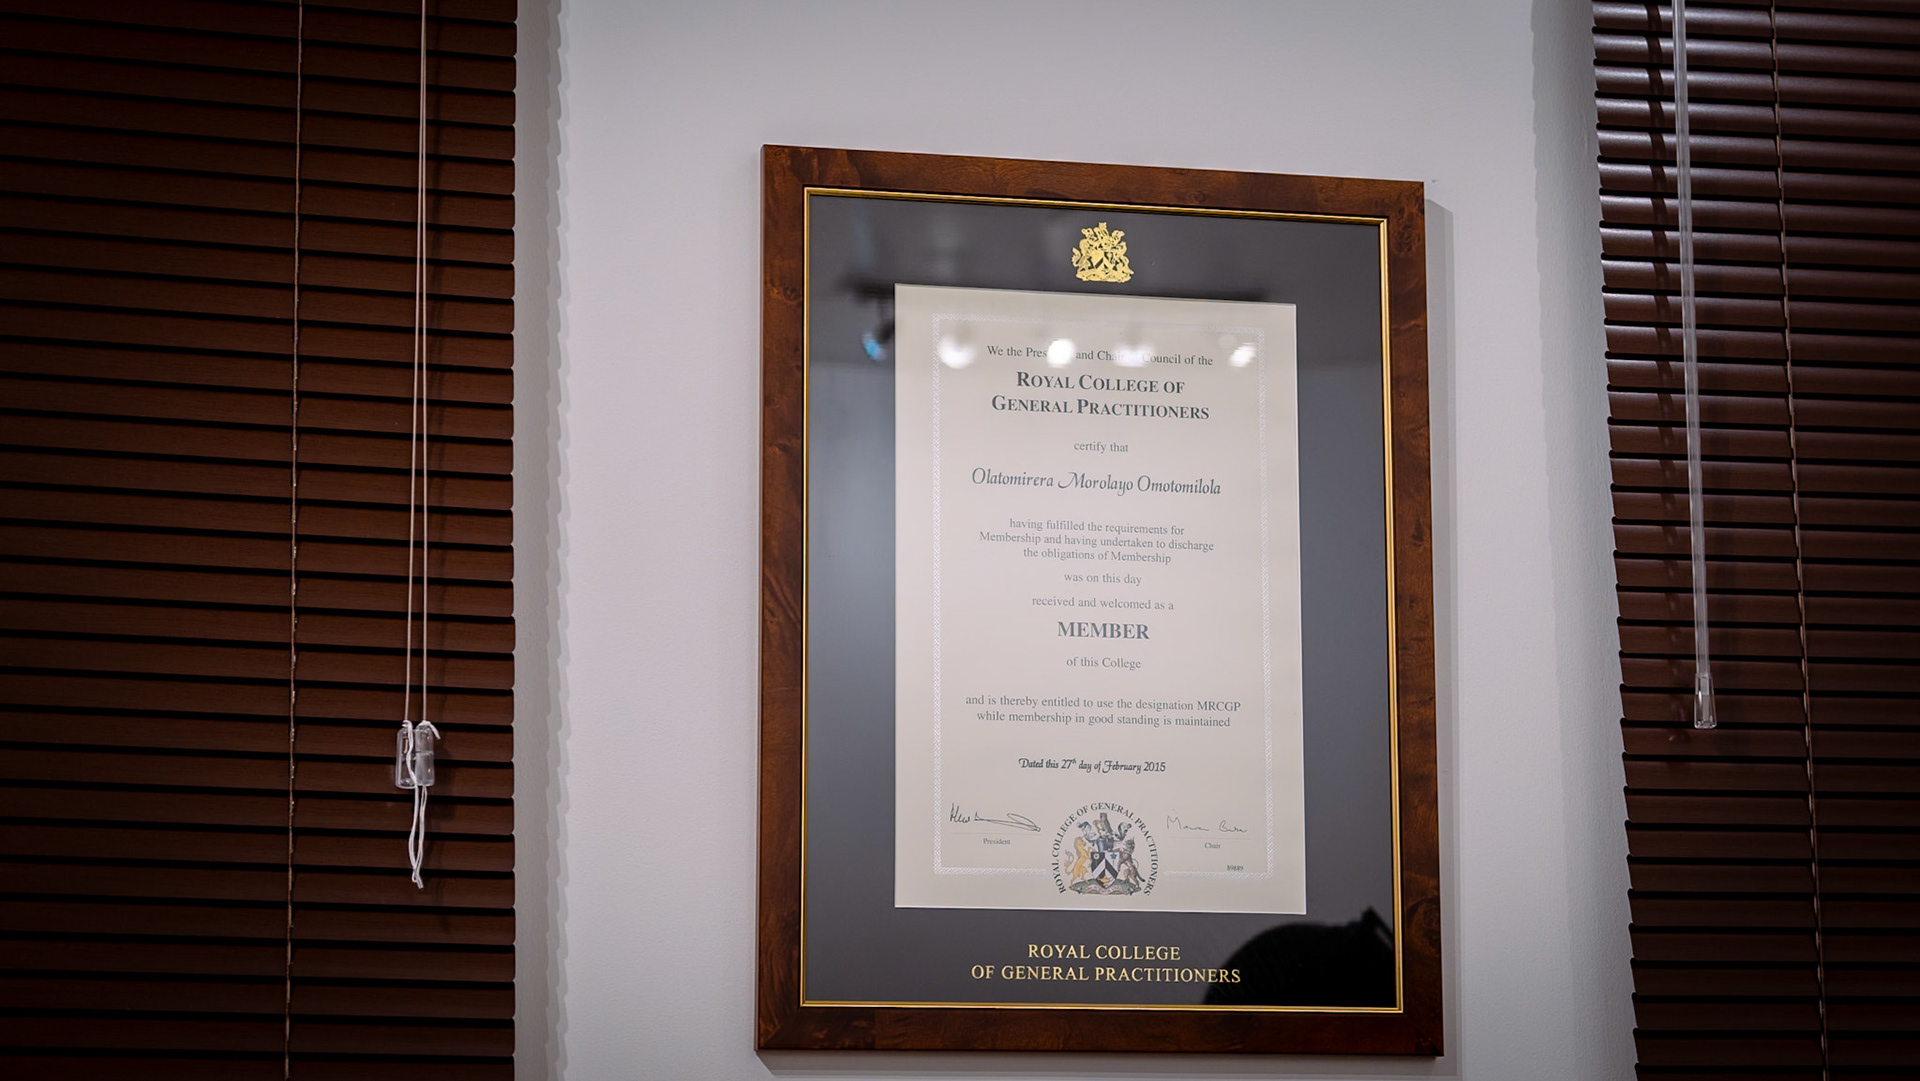 We the and Council of the
ROYAL COLLEGE OF
GENERAL PRACTITIONERS
certify that
Olatomirera Morolayo Omotomilola
having fulfilled the requirements for
Membership and having undertaken to discharge
the obligations of Membership
was on this day
received and welcomed as a
MEMBER
of this College
and is thereby entitled to use the designation MRCGP
while membership in good standing is maintained
Dated this 27th day of February 2015
President
ROYAL COLLEGE OF GENERAL PRACTITIONERS
Chair
ROYAL COLLEGE
OF GENERAL PRACTITIONERS